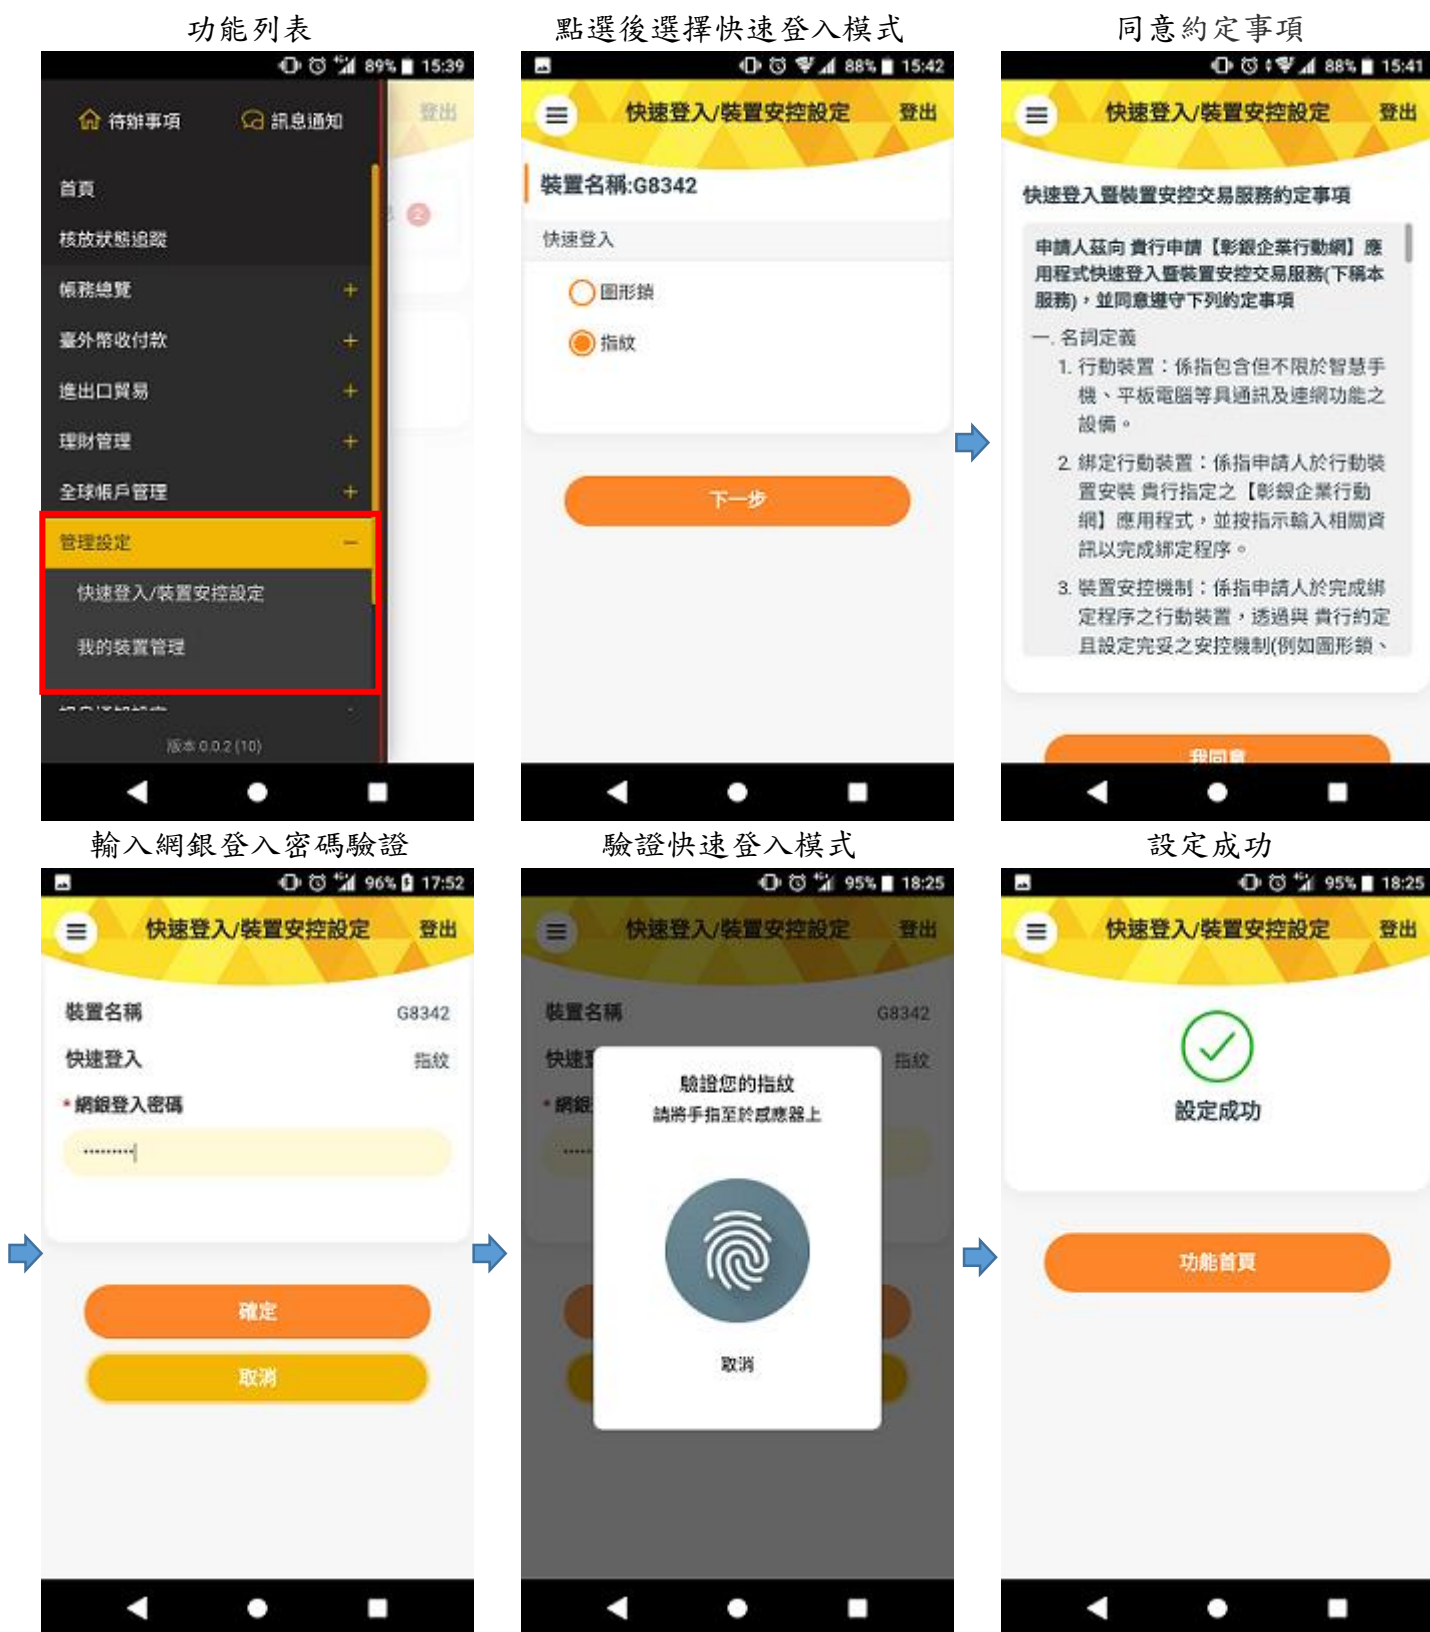 功能列表
點選後選擇快速登入模式
同意約定事項
89% 15:39
待辦事項
訊息通知
登出
首頁
2
核放狀態追蹤
帳務總覽 +
臺外幣收付款 +
進出口貿易 +
理財管理 +
全球帳戶管理 +
管理設定 −
快速登入/裝置安控設定
我的裝置管理
版本 0.0.2 (10)
88% 15:42
快速登入/裝置安控設定
登出
裝置名稱:G8342
快速登入
圖形鎖
指紋
下一步
88% 15:41
快速登入/裝置安控設定
登出
快速登入暨裝置安控交易服務約定事項
申請人茲向 貴行申請【彰銀企業行動網】應
用程式快速登入暨裝置安控交易服務(下稱本
服務)，並同意遵守下列約定事項
一. 名詞定義
1. 行動裝置：係指包含但不限於智慧手
機、平板電腦等具通訊及連網功能之
設備。
2. 綁定行動裝置：係指申請人於行動裝
置安裝 貴行指定之【彰銀企業行動
網】應用程式，並按指示輸入相關資
訊以完成綁定程序。
3. 裝置安控機制：係指申請人於完成綁
定程序之行動裝置，透過與 貴行約定
且設定完妥之安控機制(例如圖形鎖、
我同意
輸入網銀登入密碼驗證
驗證快速登入模式
設定成功
96% 17:52
快速登入/裝置安控設定
登出
裝置名稱 G8342
快速登入 指紋
*網銀登入密碼
•••••••••
確定
取消
95% 18:25
快速登入/裝置安控設定
登出
裝置名稱 G8342
快速 指紋
*網銀
驗證您的指紋
請將手指至於感應器上
取消
95% 18:25
快速登入/裝置安控設定
登出
設定成功
功能首頁